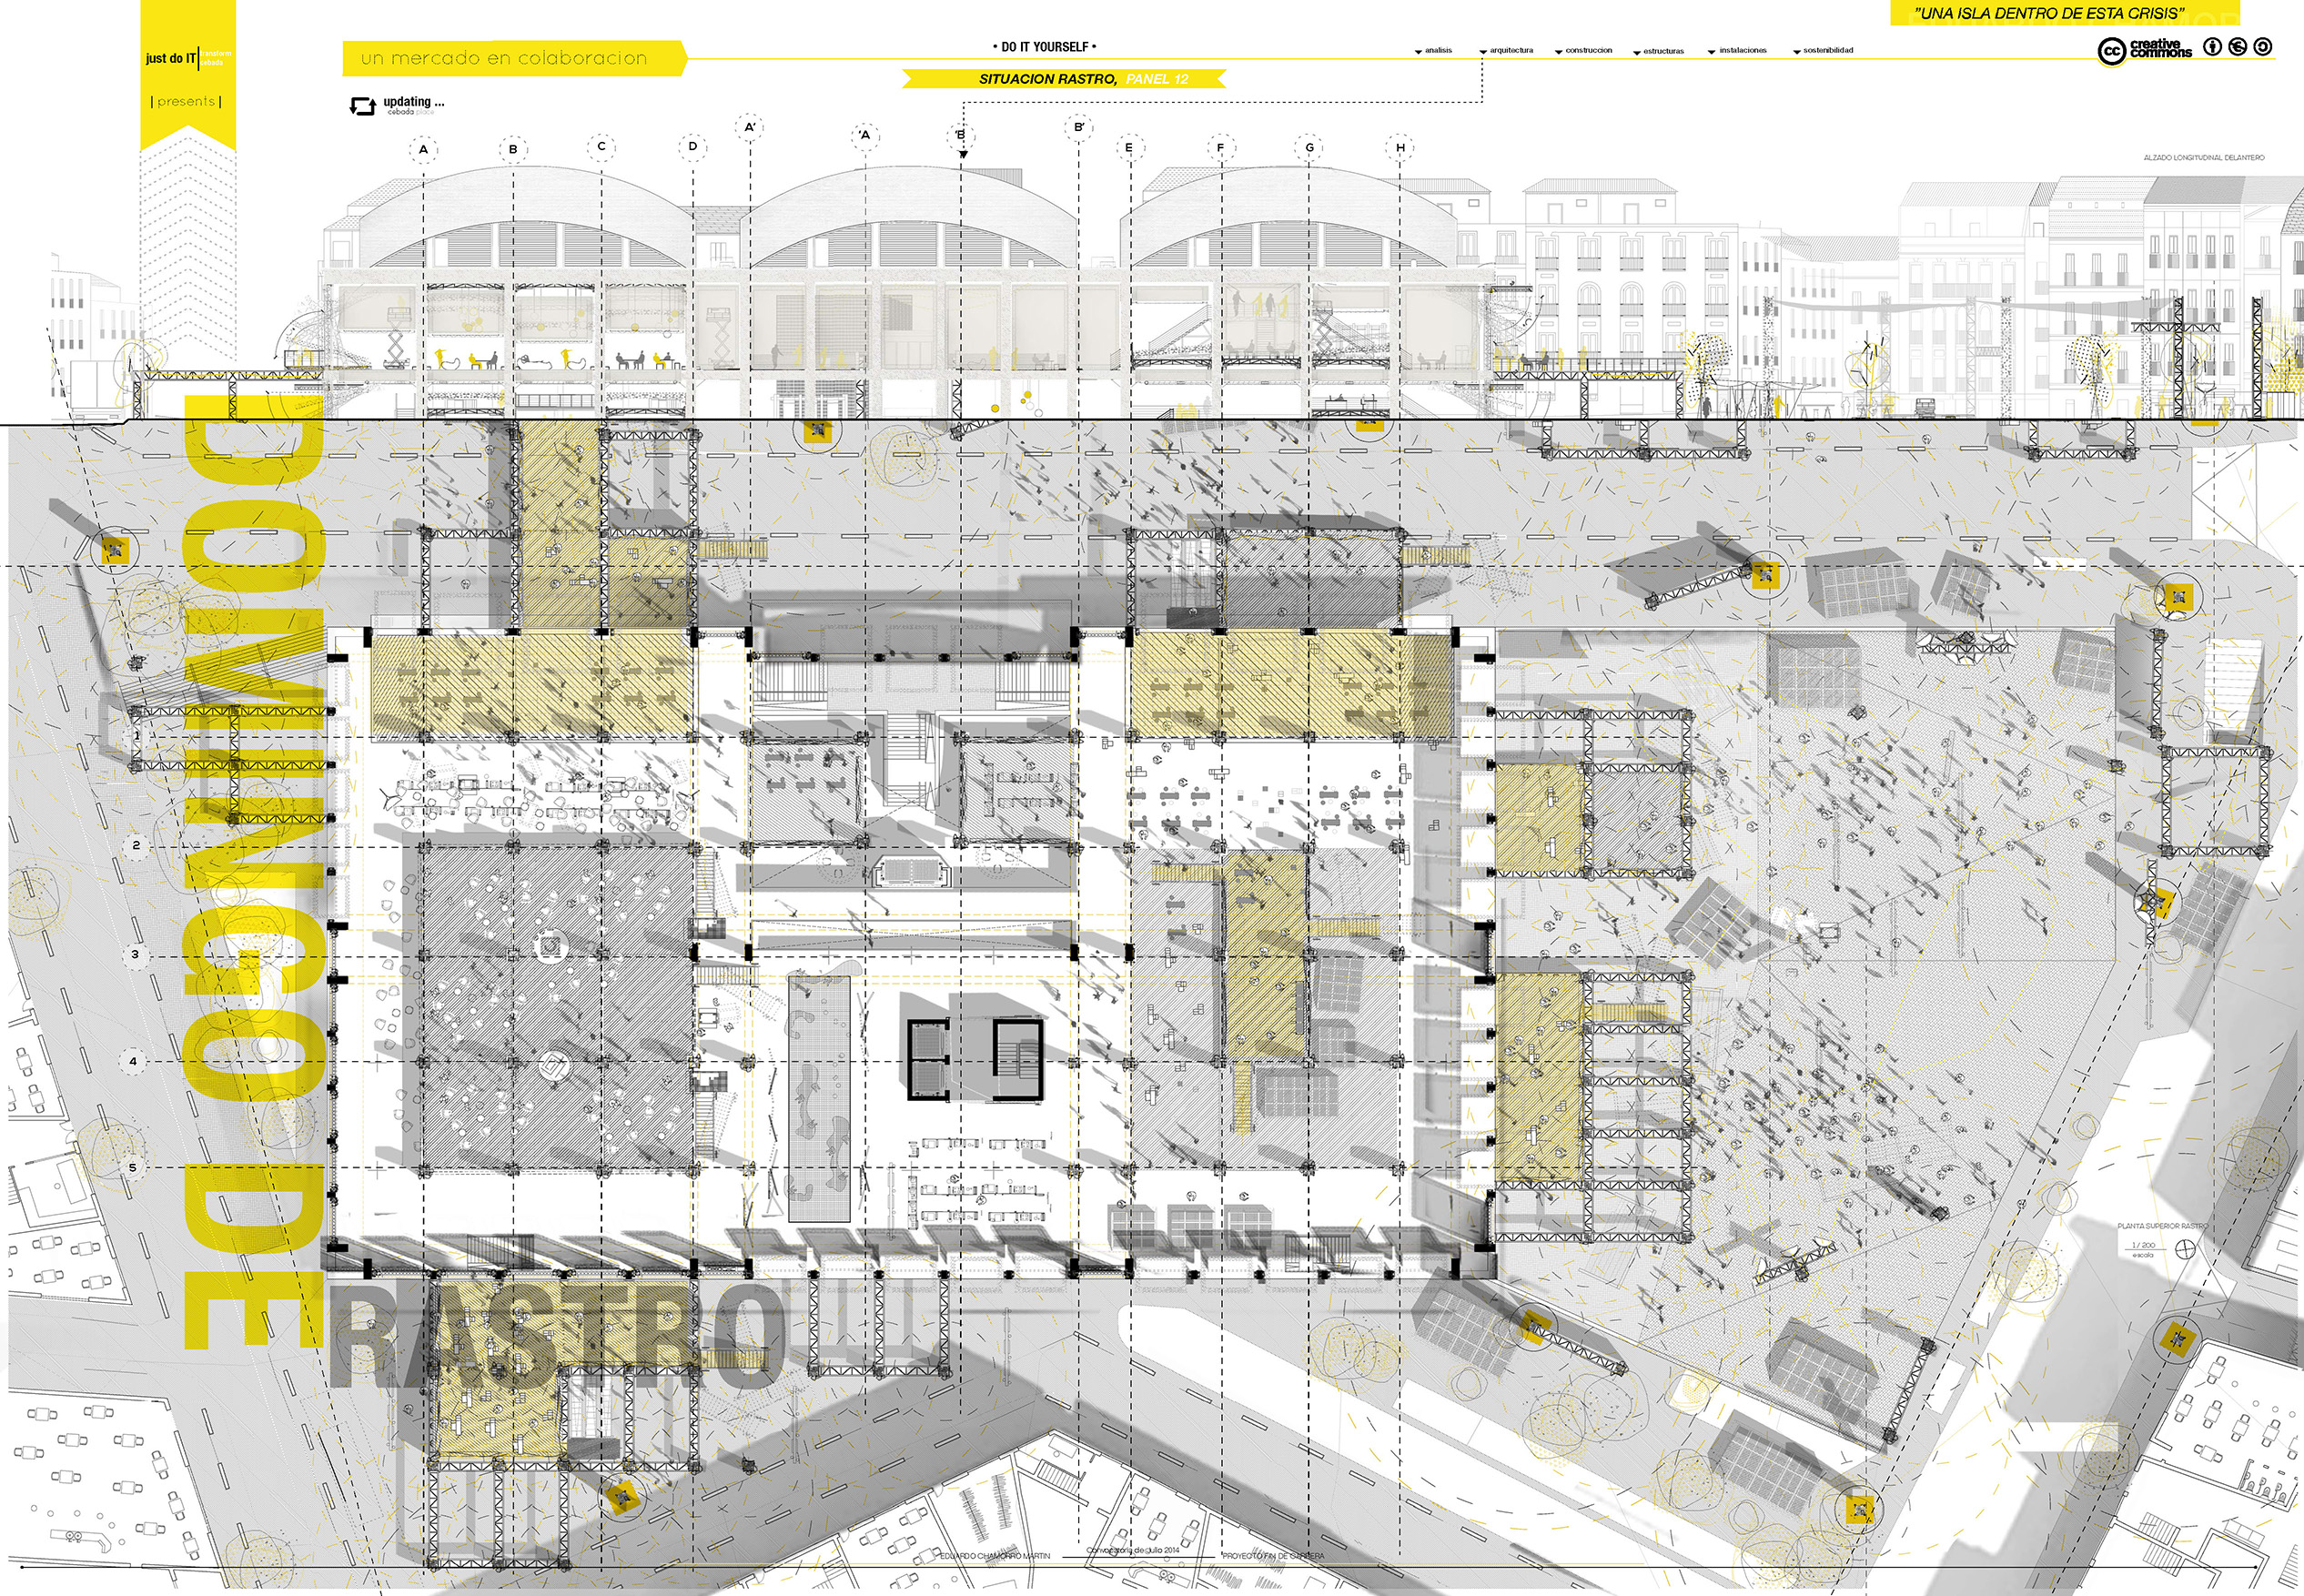 "UNA ISLA DENTRO DE ESTA CRISIS"
just do IT
transform
cebada
| presents |
un mercado en colaboracion
• DO IT YOURSELF •
SITUACION RASTRO, PANEL 12
analisis
arquitectura
construccion
estructuras
instalaciones
sostenibilidad
cc creative
commons
updating ...
cebada place
A
B
C
D
A'
'A
'B
B'
E
F
G
H
ALZADO LONGITUDINAL DELANTERO
1
2
3
4
5
DOMINGO DE
RASTRO
PLANTA SUPERIOR RASTRO
1 / 200
escala
EDUARDO CHAMORRO MARTIN
Convocatoria de Julio 2014
PROYECTO FIN DE CARRERA